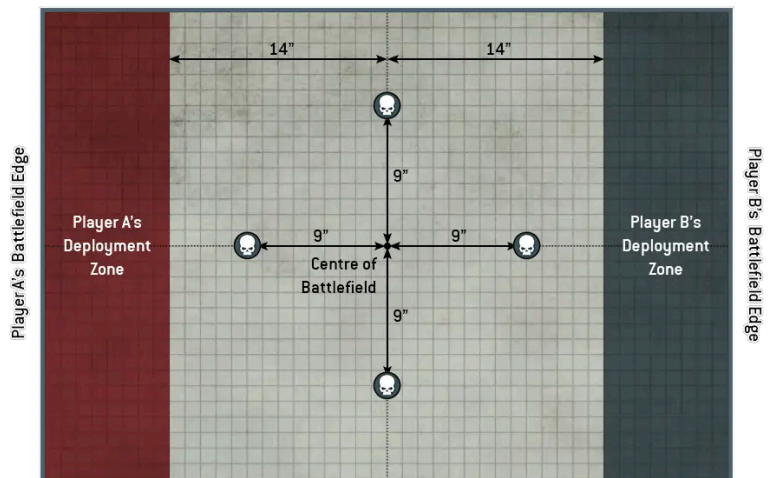 14” 14”
9”
Player A’s Battlefield Edge
Player A’s
Deployment
Zone
9” 9”
Centre of
Battlefield
Player B’s
Deployment
Zone
Player B’s Battlefield Edge
9”